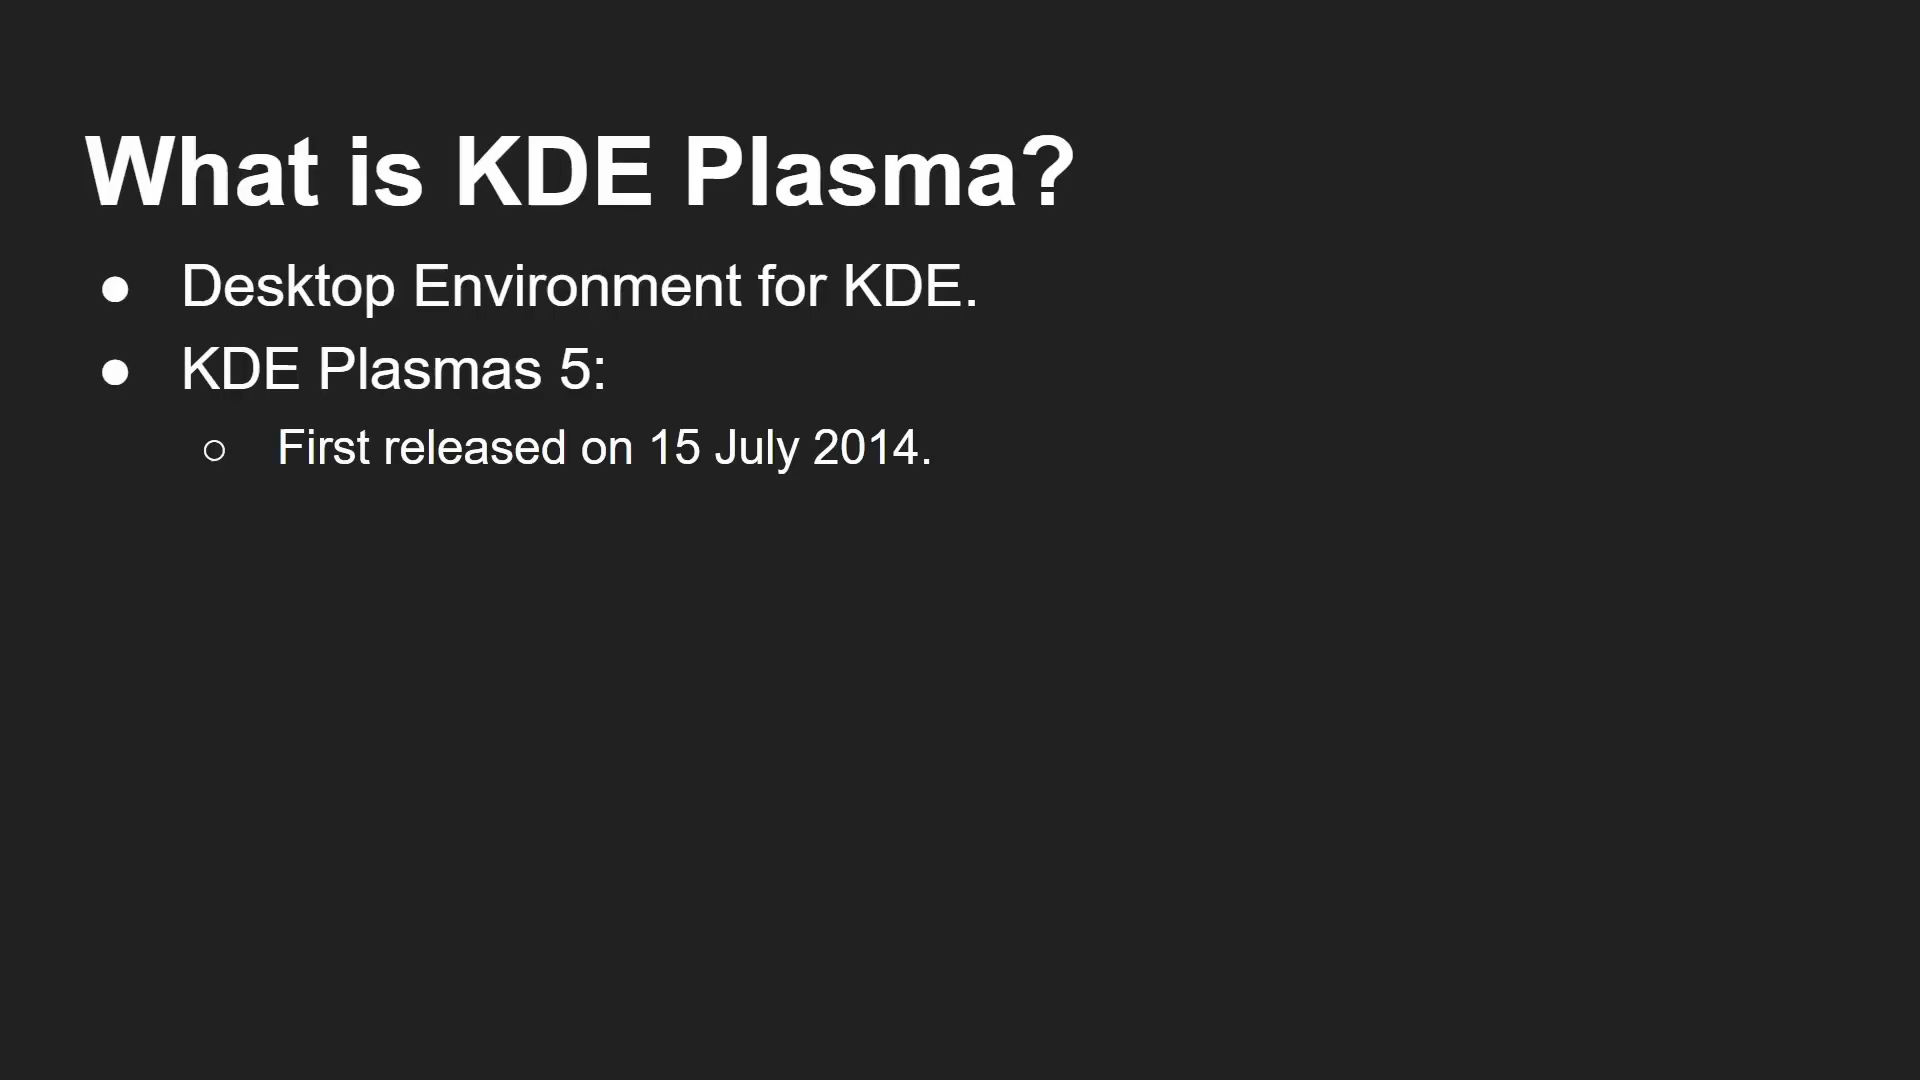 What is KDE Plasma?
● Desktop Environment for KDE.
● KDE Plasmas 5:
○ First released on 15 July 2014.